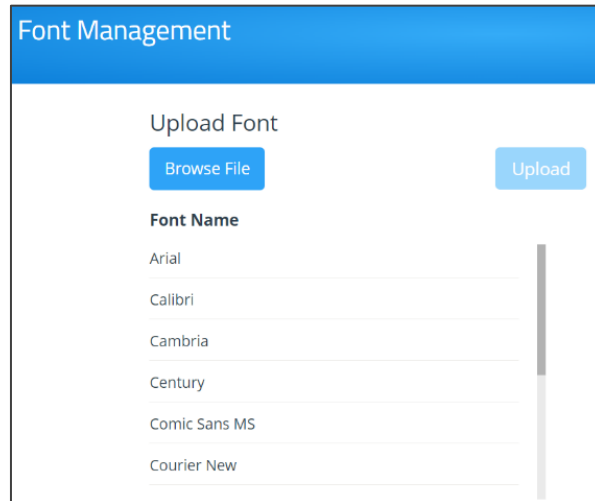 Font Management
Upload Font
Browse File
Upload
Font Name
Arial
Calibri
Cambria
Century
Comic Sans MS
Courier New